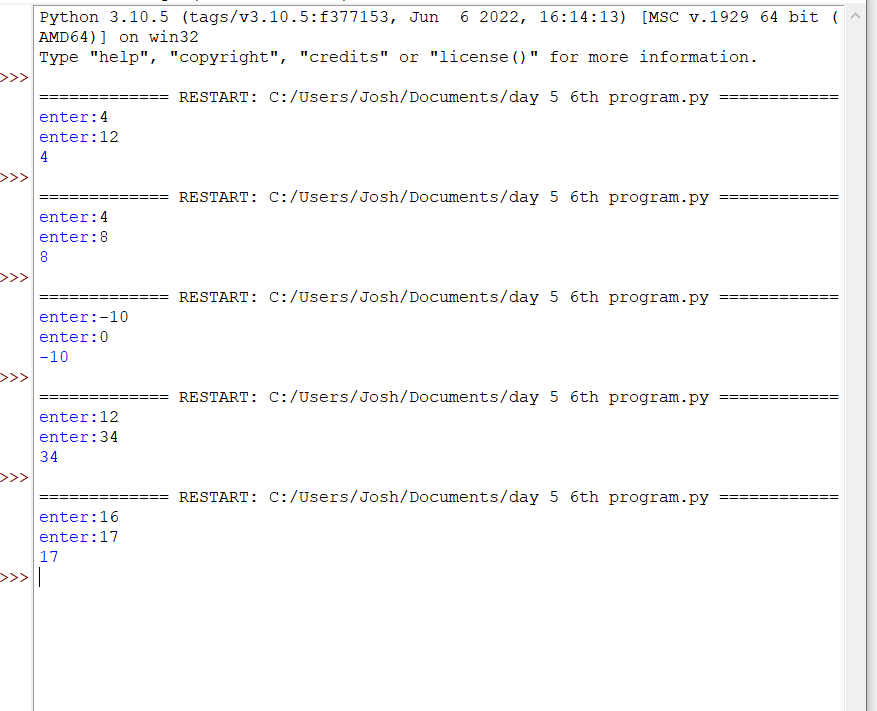 Python 3.10.5 (tags/v3.10.5:f377153, Jun  6 2022, 16:14:13) [MSC v.1929 64 bit (
AMD64)] on win32
Type "help", "copyright", "credits" or "license()" for more information.
>>>
============= RESTART: C:/Users/Josh/Documents/day 5 6th program.py ============
enter:4
enter:12
4
>>>
============= RESTART: C:/Users/Josh/Documents/day 5 6th program.py ============
enter:4
enter:8
8
>>>
============= RESTART: C:/Users/Josh/Documents/day 5 6th program.py ============
enter:-10
enter:0
-10
>>>
============= RESTART: C:/Users/Josh/Documents/day 5 6th program.py ============
enter:12
enter:34
34
>>>
============= RESTART: C:/Users/Josh/Documents/day 5 6th program.py ============
enter:16
enter:17
17
>>>